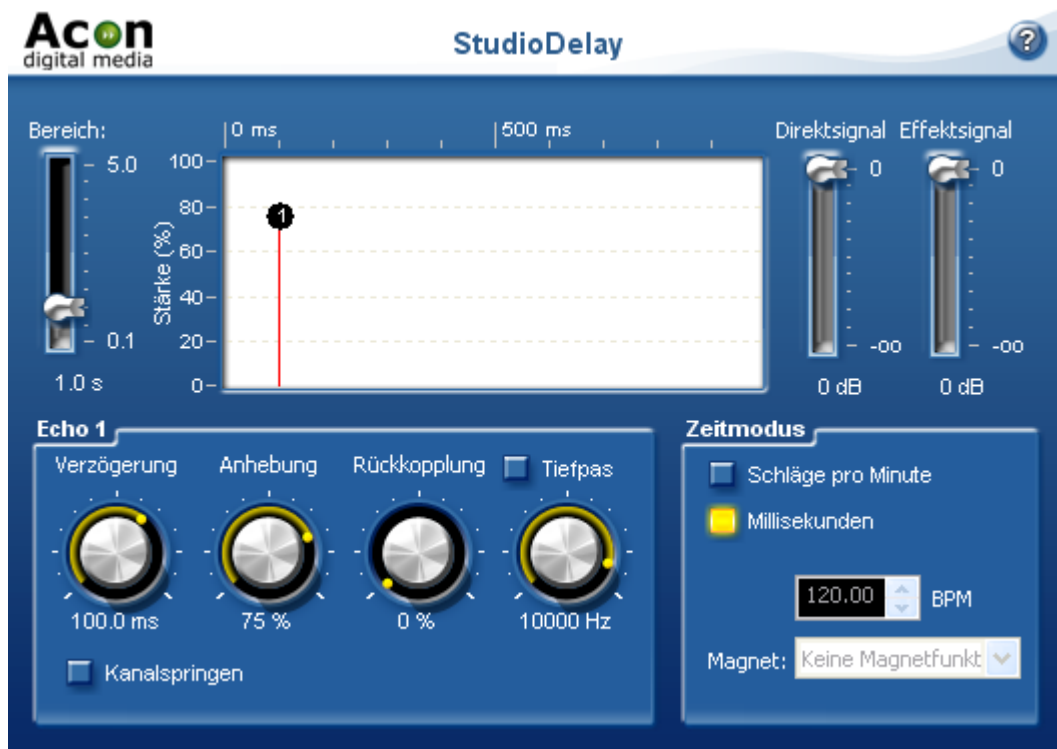 Acon
digital media
StudioDelay
?
Bereich:
0 ms
500 ms
Direktsignal
Effektsignal
5.0
0.1
1.0 s
Stärke (%)
100
80
60
40
20
0
1
0
-oo
0 dB
0
-oo
0 dB
Echo 1
Verzögerung
Anhebung
Rückkopplung
Tiefpas
100.0 ms
75 %
0 %
10000 Hz
Kanalspringen
Zeitmodus
Schläge pro Minute
Millisekunden
120.00 BPM
Magnet: Keine Magnetfunkt